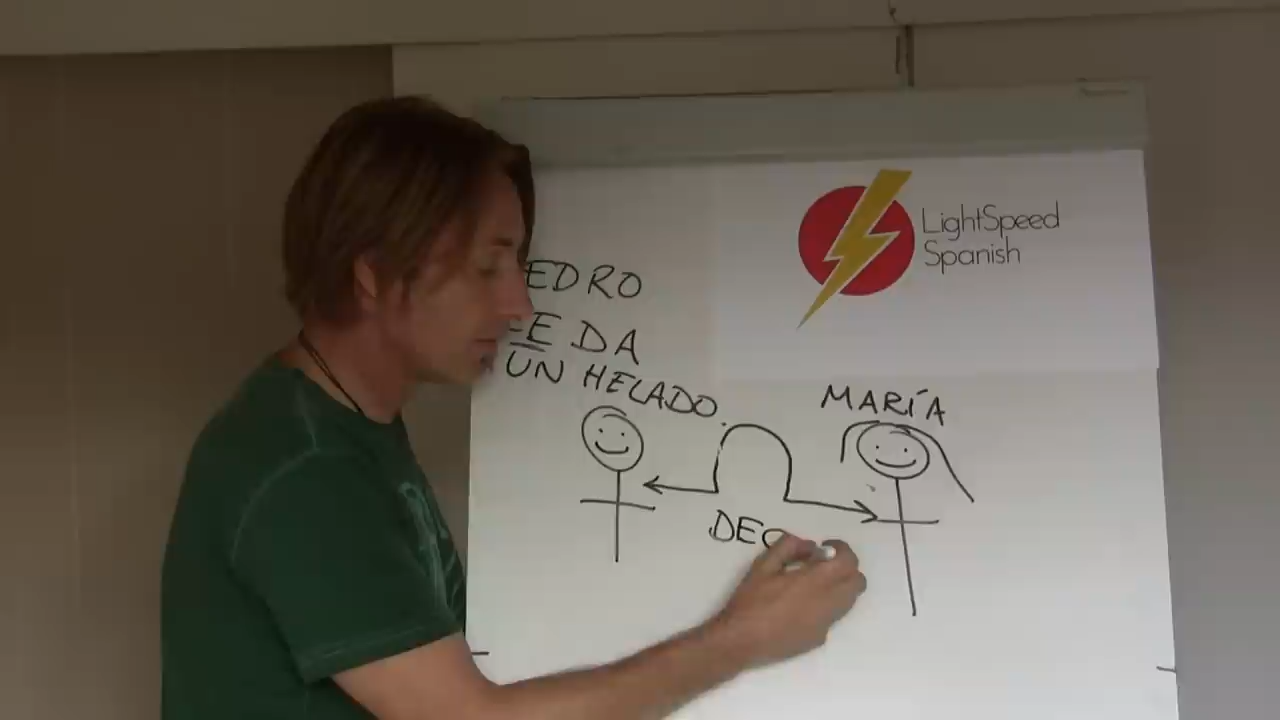 LightSpeed
Spanish
EDRO
E DA
UN HELADO.
MARÍA
DEC